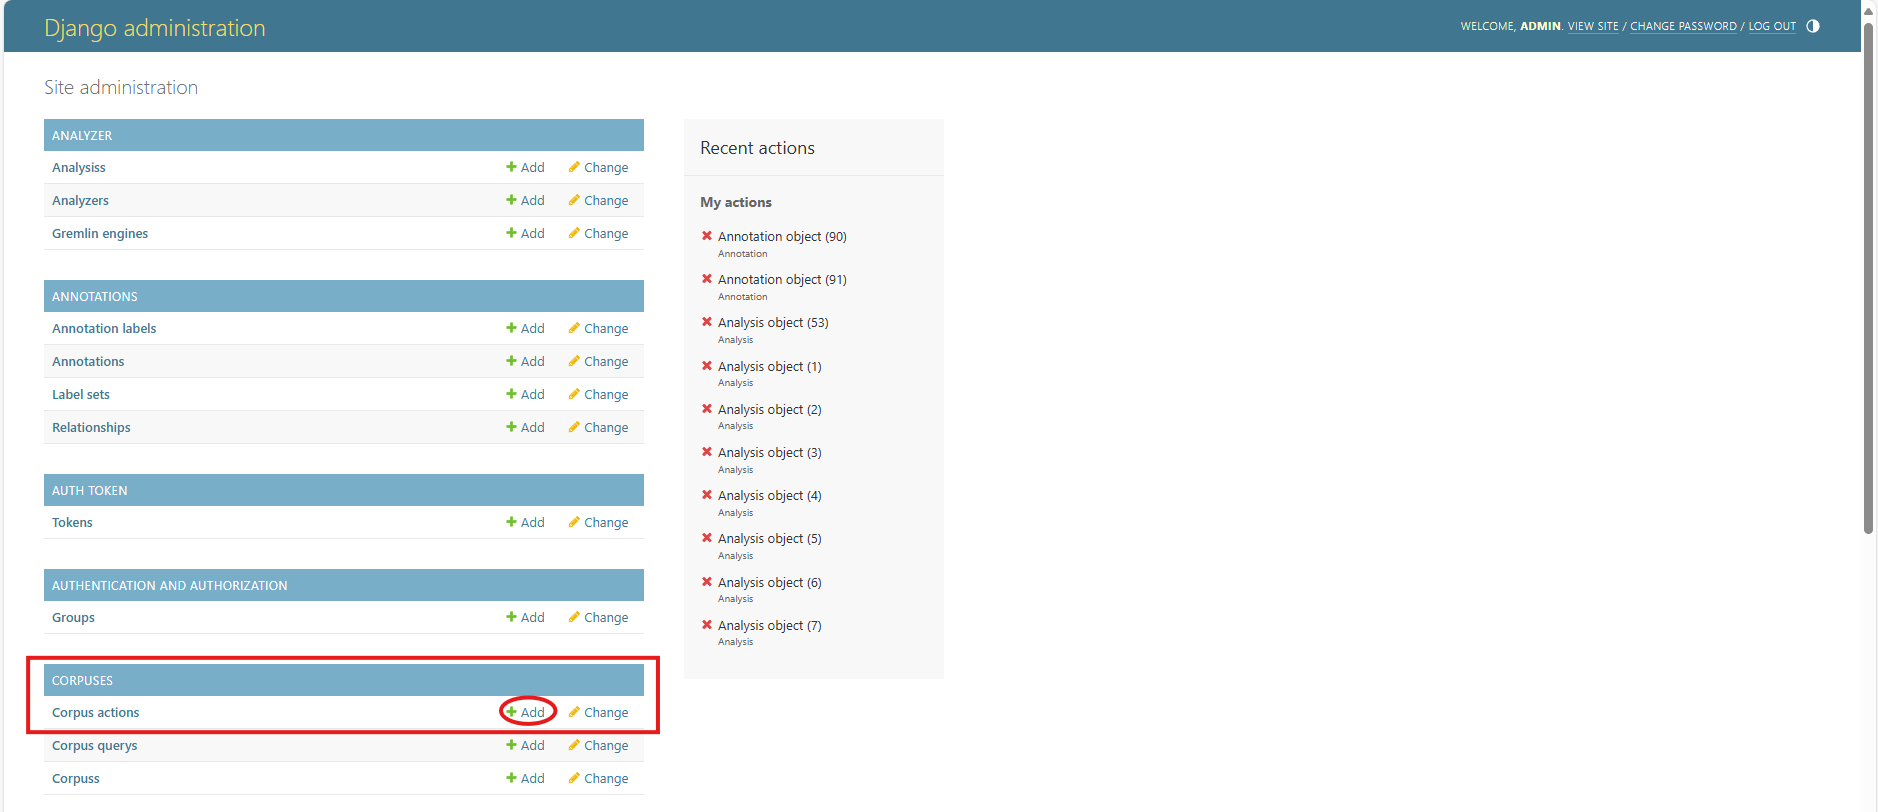 Django administration
WELCOME, ADMIN. VIEW SITE / CHANGE PASSWORD / LOG OUT
Site administration
ANALYZER
Analysiss Add Change
Analyzers Add Change
Gremlin engines Add Change
ANNOTATIONS
Annotation labels Add Change
Annotations Add Change
Label sets Add Change
Relationships Add Change
AUTH TOKEN
Tokens Add Change
AUTHENTICATION AND AUTHORIZATION
Groups Add Change
CORPUSES
Corpus actions Add Change
Corpus querys Add Change
Corpuss Add Change
Recent actions
My actions
Annotation object (90)
Annotation
Annotation object (91)
Annotation
Analysis object (53)
Analysis
Analysis object (1)
Analysis
Analysis object (2)
Analysis
Analysis object (3)
Analysis
Analysis object (4)
Analysis
Analysis object (5)
Analysis
Analysis object (6)
Analysis
Analysis object (7)
Analysis